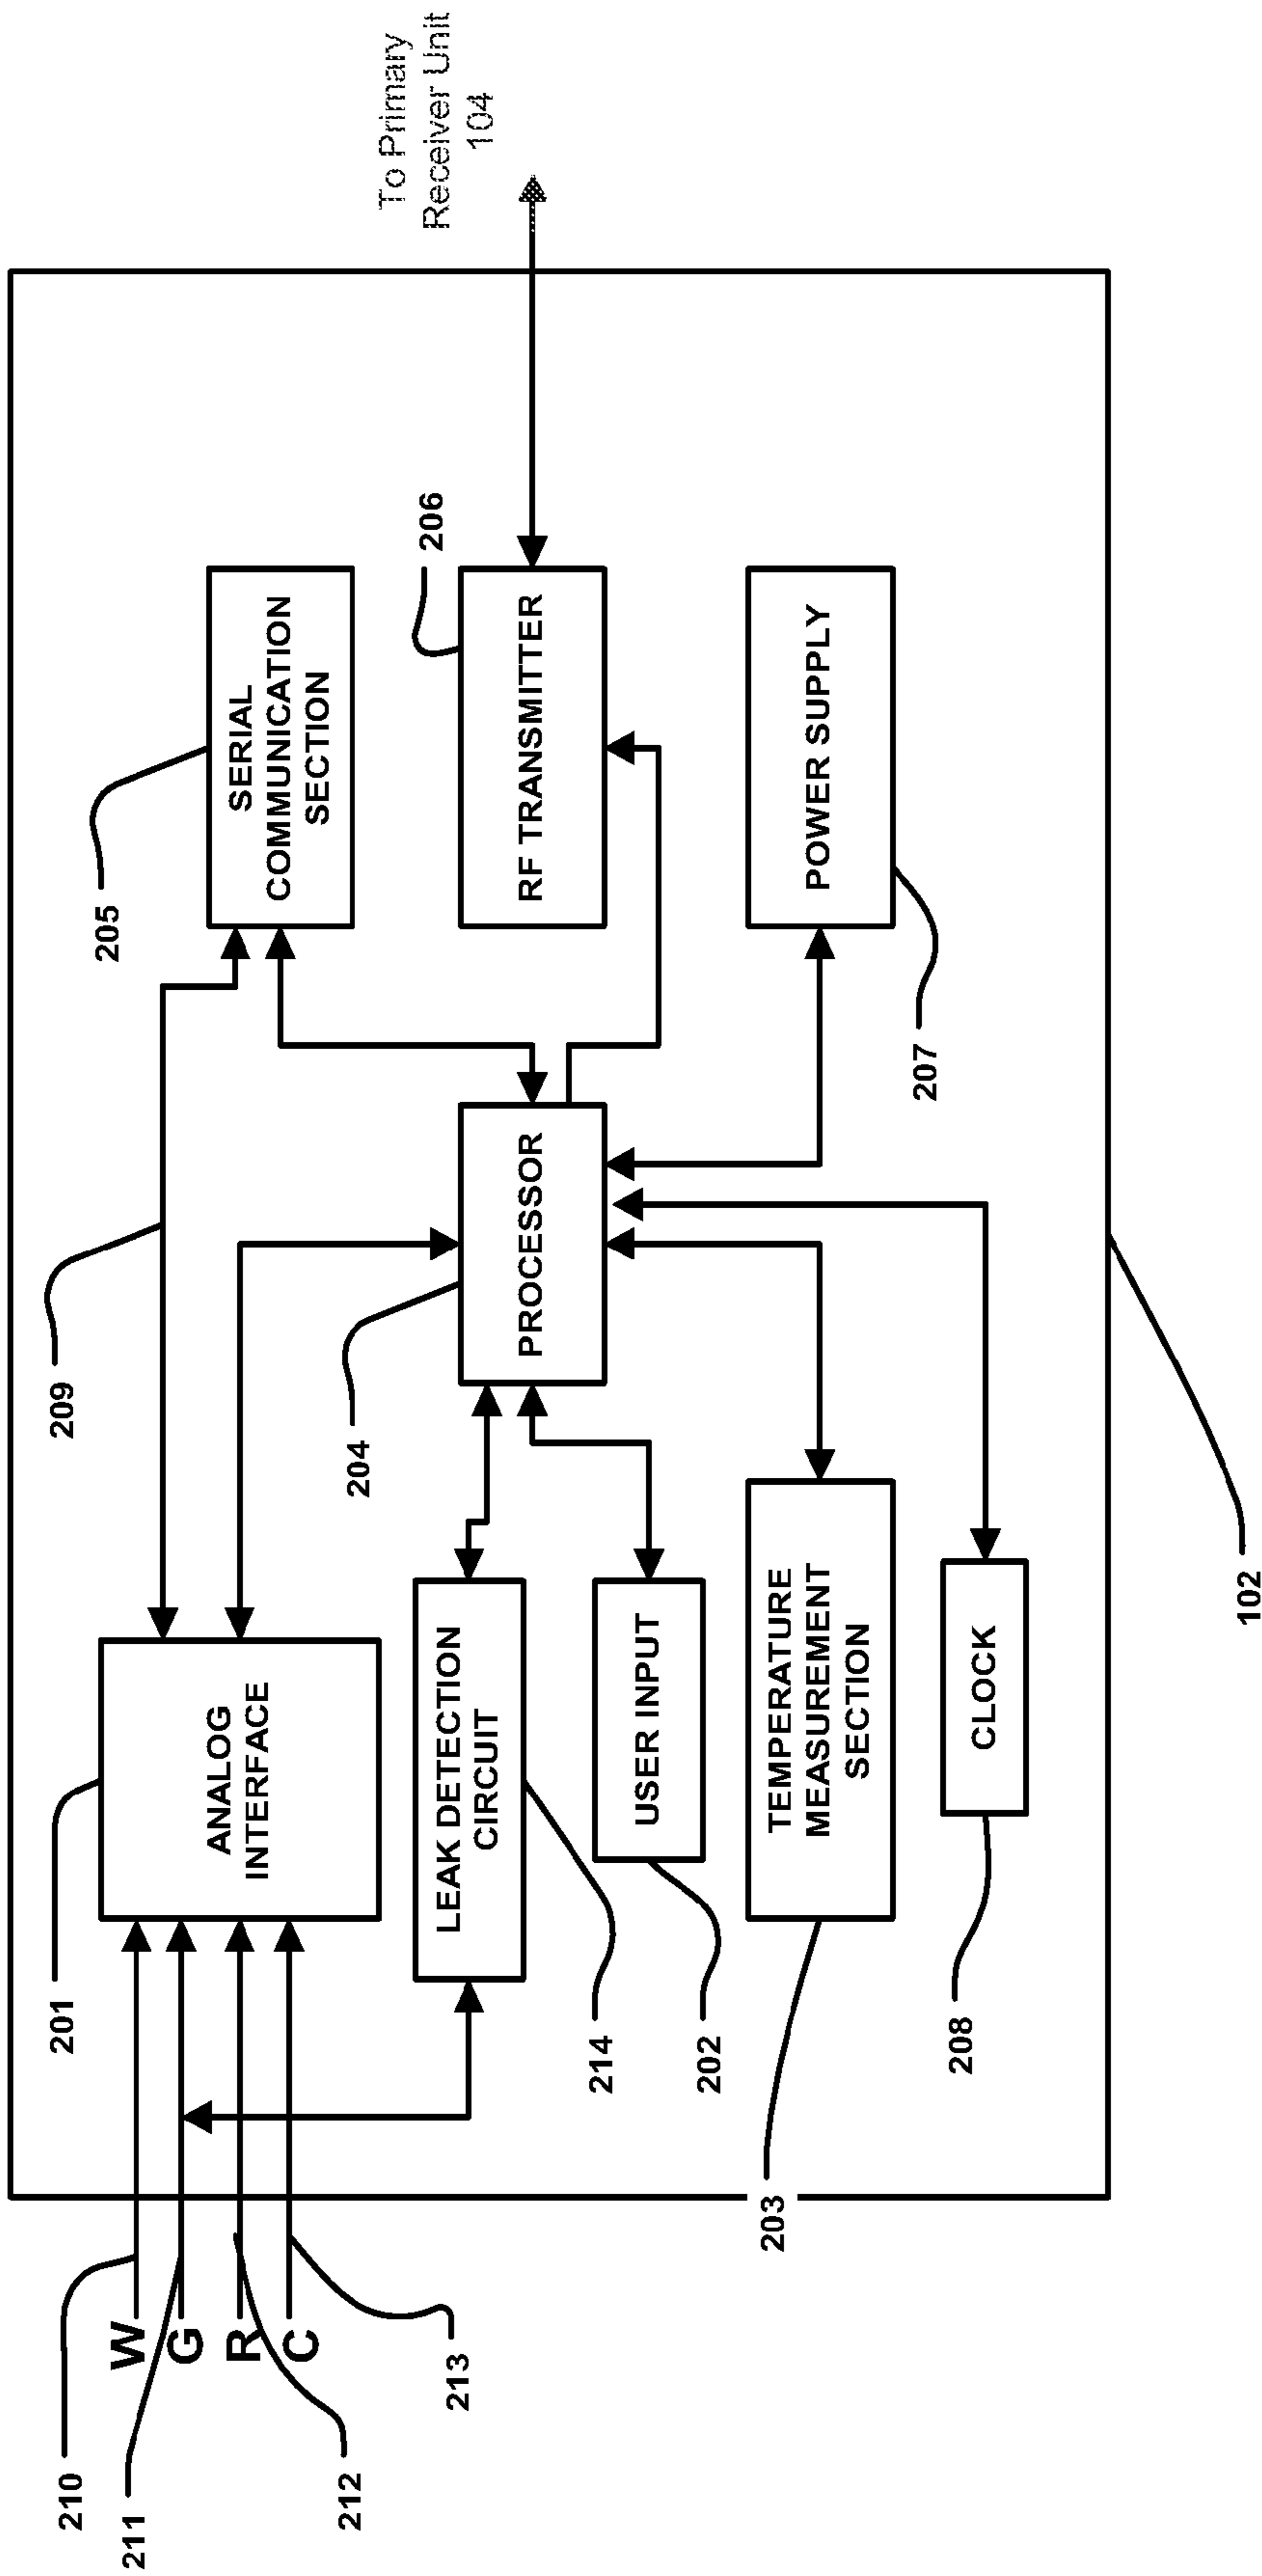 210
W
211
G
R
212
C
213
201
ANALOG
INTERFACE
209
205
SERIAL
COMMUNICATION
SECTION
204
PROCESSOR
206
RF TRANSMITTER
To Primary
Receiver Unit
104
LEAK DETECTION
CIRCUIT
214
USER INPUT
202
TEMPERATURE
MEASUREMENT
SECTION
203
POWER SUPPLY
207
CLOCK
208
102